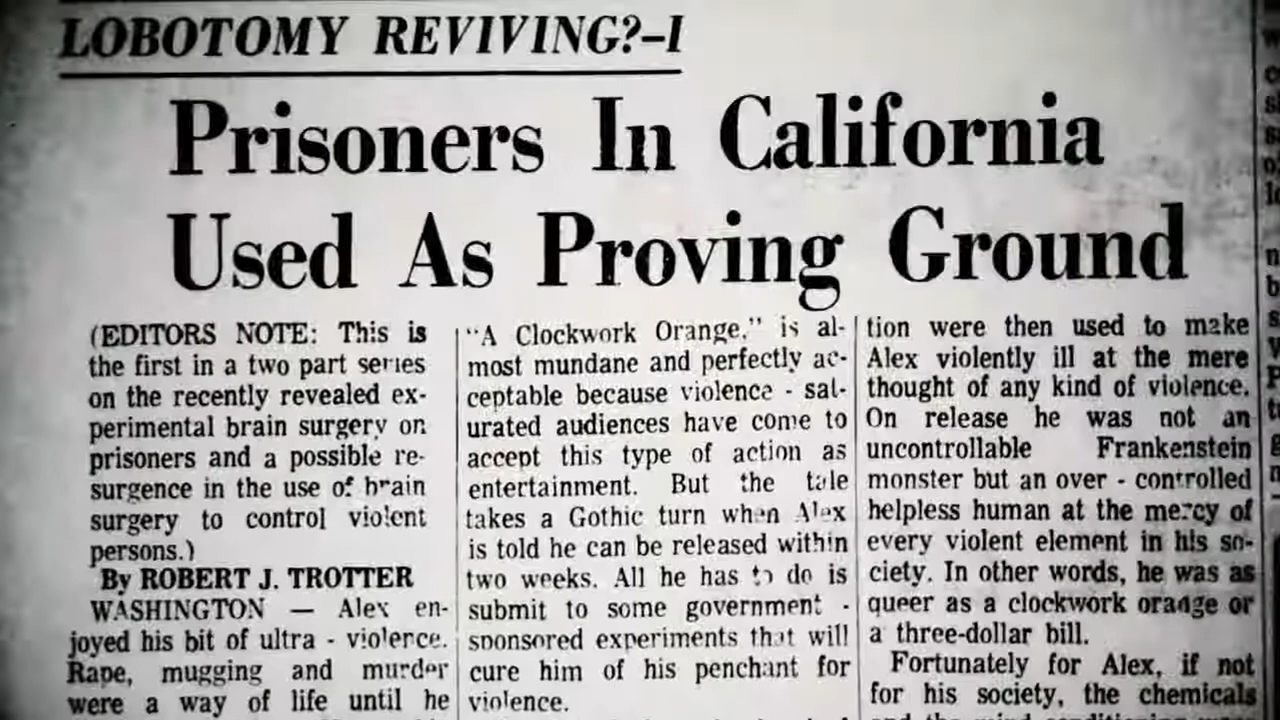 LOBOTOMY REVIVING?-I
Prisoners In California
Used As Proving Ground
(EDITORS NOTE: This is
the first in a two part series
on the recently revealed ex-
perimental brain surgery on
prisoners and a possible re-
surgence in the use of brain
surgery to control violent
persons.)
By ROBERT J. TROTTER
WASHINGTON — Alex en-
joyed his bit of ultra - violence.
Rape, mugging and murder
were a way of life until he
"A Clockwork Orange," is al-
most mundane and perfectly ac-
ceptable because violence - sat-
urated audiences have come to
accept this type of action as
entertainment. But the tale
takes a Gothic turn when Alex
is told he can be released within
two weeks. All he has to do is
submit to some government -
sponsored experiments that will
cure him of his penchant for
violence.
tion were then used to make
Alex violently ill at the mere
thought of any kind of violence.
On release he was not an
uncontrollable Frankenstein
monster but an over - controlled
helpless human at the mercy of
every violent element in his so-
ciety. In other words, he was as
queer as a clockwork orange or
a three-dollar bill.
Fortunately for Alex, if not
for his society, the chemicals